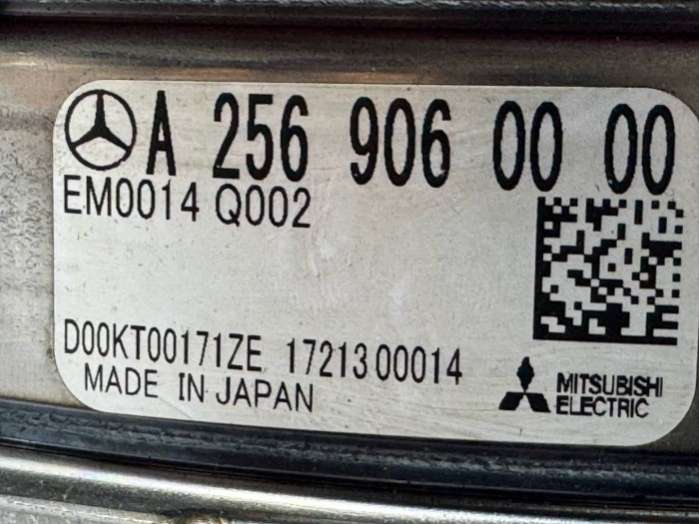 A 256 906 00 00
EM0014 Q002
D00KT00171ZE 1721300014
MADE IN JAPAN
MITSUBISHI
ELECTRIC